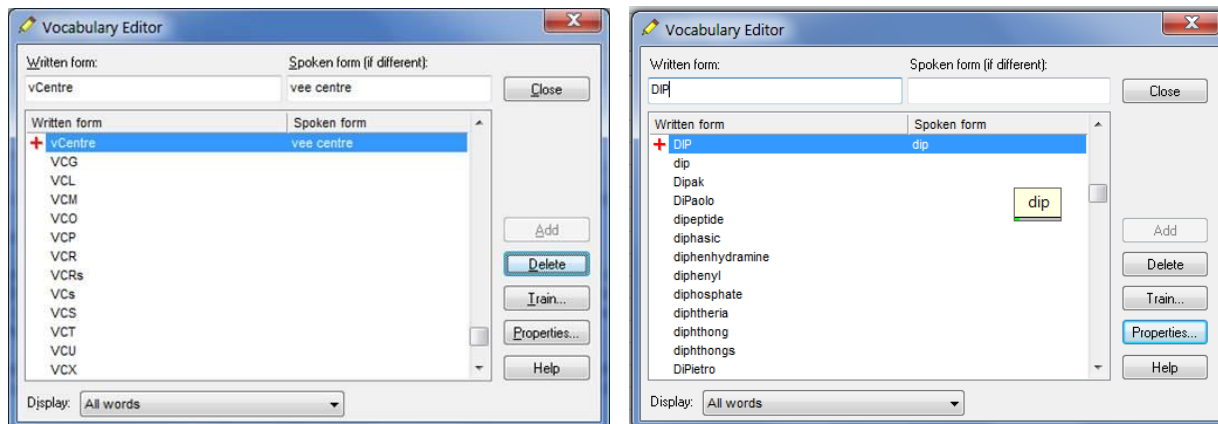 Vocabulary Editor
Written form: Spoken form (if different):
vCentre vee centre Close
Written form Spoken form
vCentre vee centre
VCG
VCL
VCM
VCO
VCP
Add
VCR
Delete
VCRs
VCs
Train...
VCS
VCT
Properties...
VCU
VCX
Help
Display: All words
Vocabulary Editor
Written form: Spoken form (if different):
DIP Close
Written form Spoken form
DIP dip
dip
Dipak
DiPaolo
dip
dipeptide
diphasic
Add
diphenhydramine
diphenyl
Delete
diphosphate
diphtheria
Train...
diphthong
Properties...
diphthongs
DiPietro
Help
Display: All words